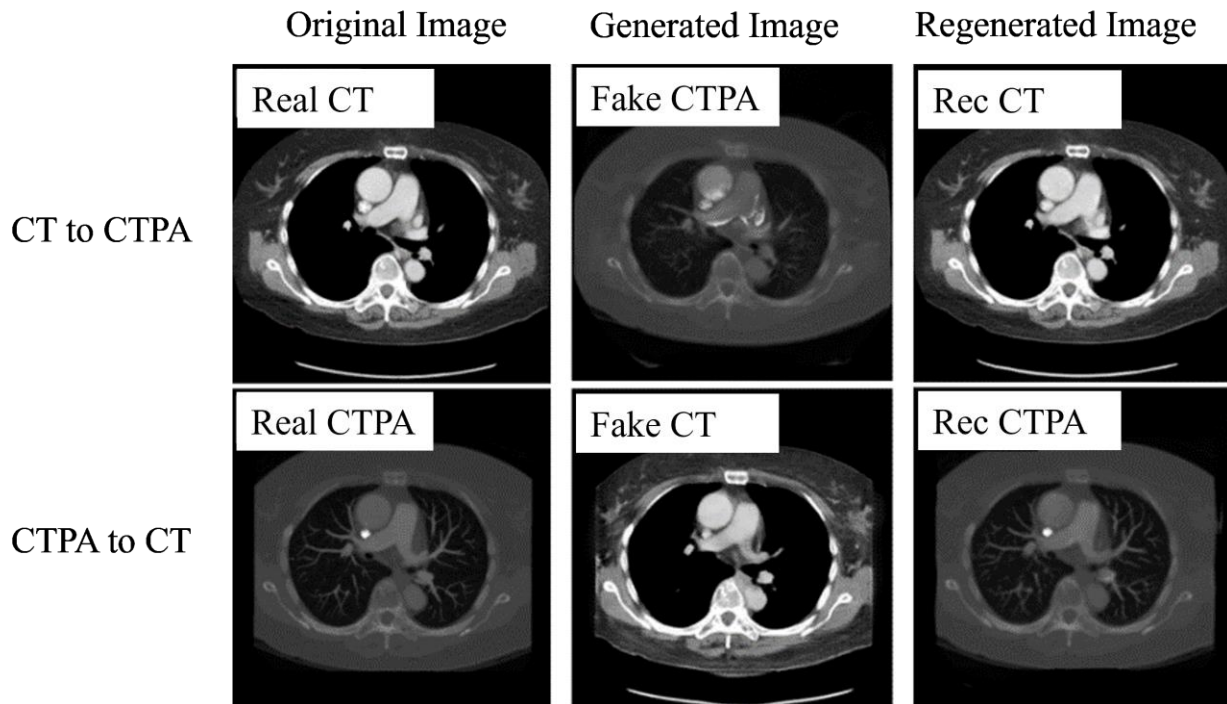 Original Image
Generated Image
Regenerated Image
Real CT
Fake CTPA
Rec CT
CT to CTPA
Real CTPA
Fake CT
Rec CTPA
CTPA to CT